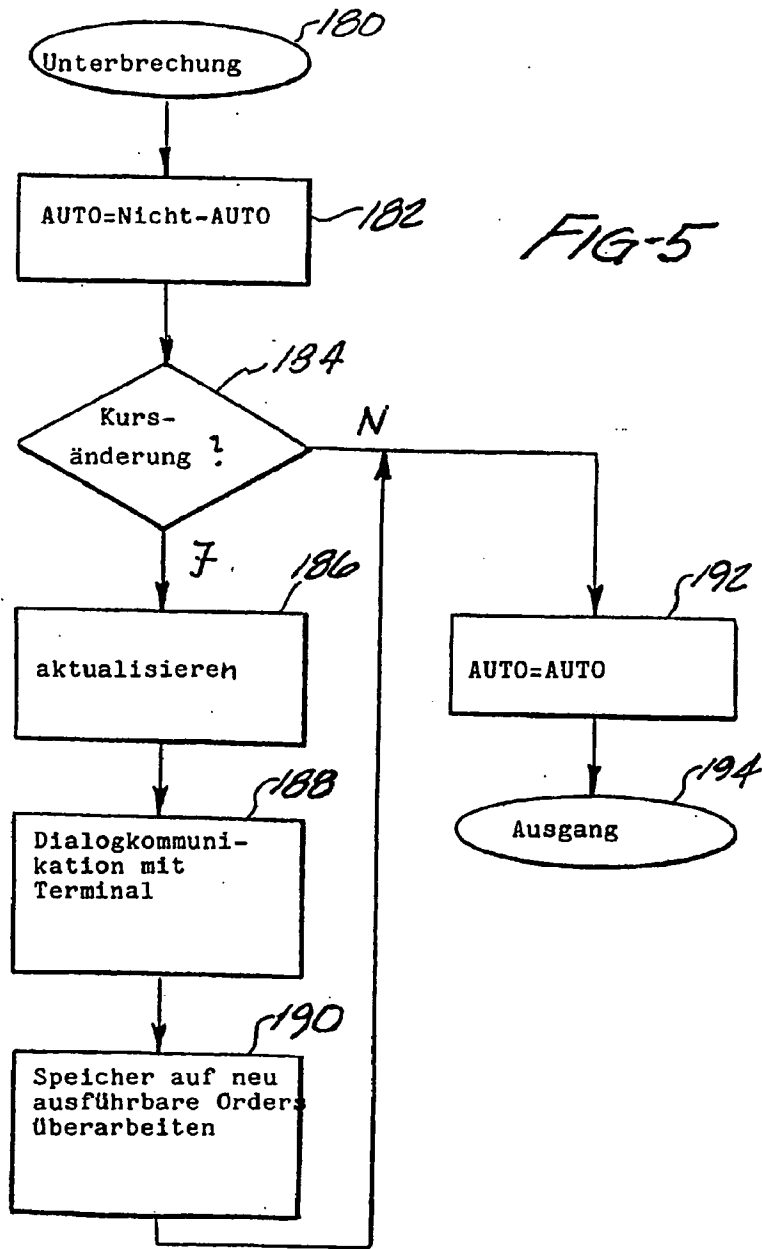 180
Unterbrechung
AUTO=Nicht-AUTO
182
FIG-5
184
Kurs-
änderung ?
N
J.
186
aktualisieren
192
AUTO=AUTO
188
Dialogkommuni-
kation mit
Terminal
194
Ausgang
190
Speicher auf neu
ausführbare Orders
überarbeiten